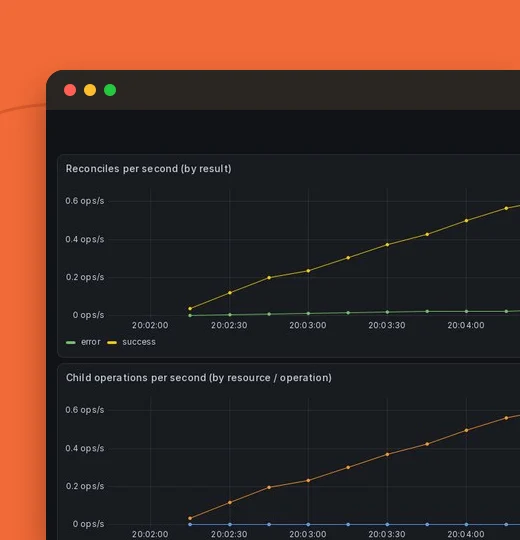 Reconciles per second (by result)
0.6 ops/s
0.4 ops/s
0.2 ops/s
0 ops/s
20:02:00 20:02:30 20:03:00 20:03:30 20:04:00
error success
Child operations per second (by resource / operation)
0.6 ops/s
0.4 ops/s
0.2 ops/s
0 ops/s
20:02:00 20:02:30 20:03:00 20:03:30 20:04:00